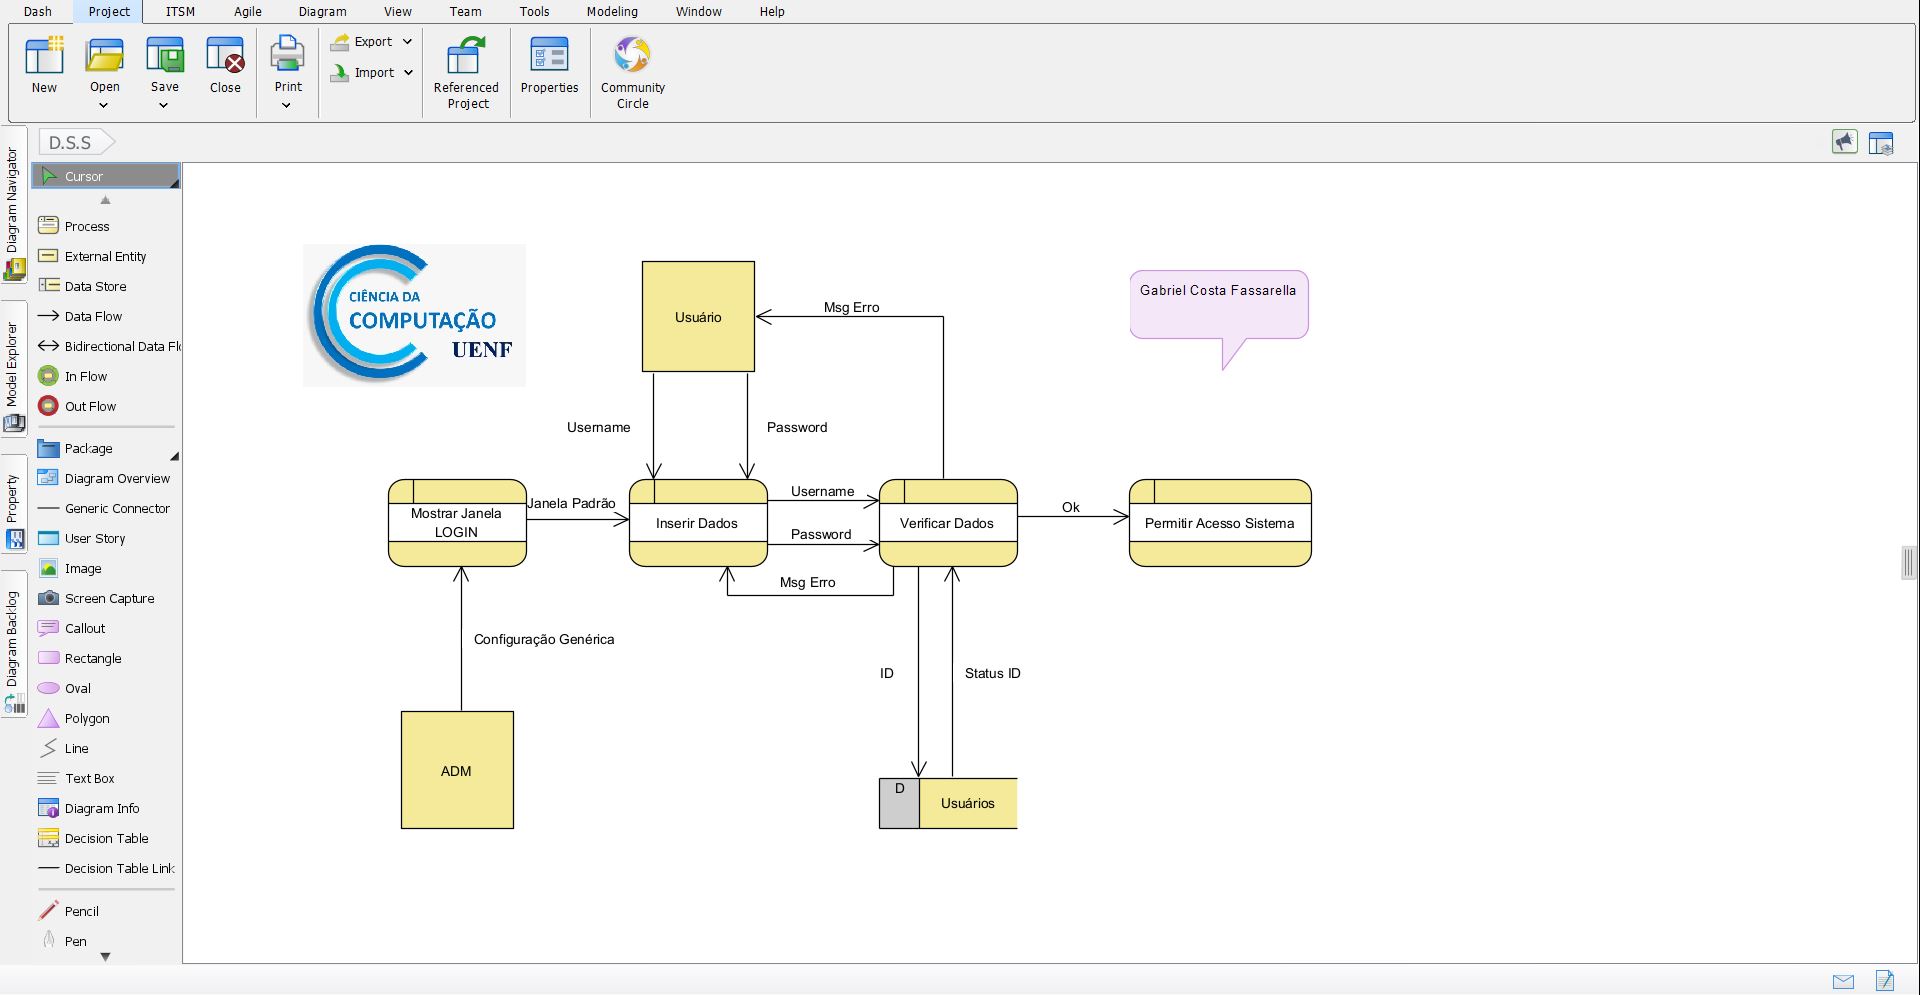 Dash Project ITSM Agile Diagram View Team Tools Modeling Window Help
New
Open
Save
Close
Print
Export
Import
Referenced
Project
Properties
Community
Circle
Diagram Navigator
Model Explorer
Property
Diagram Backlog
D.S.S
Cursor
Process
External Entity
Data Store
Data Flow
Bidirectional Data Fl
In Flow
Out Flow
Package
Diagram Overview
Generic Connector
User Story
Image
Screen Capture
Callout
Rectangle
Oval
Polygon
Line
Text Box
Diagram Info
Decision Table
Decision Table Link
Pencil
Pen
CIÊNCIA DA
COMPUTAÇÃO
UENF
Usuário
Msg Erro
Gabriel Costa Fassarella
Username
Password
Mostrar Janela
LOGIN
Janela Padrão
Inserir Dados
Username
Password
Msg Erro
Verificar Dados
Ok
Permitir Acesso Sistema
Configuração Genérica
ID
Status ID
ADM
D
Usuários